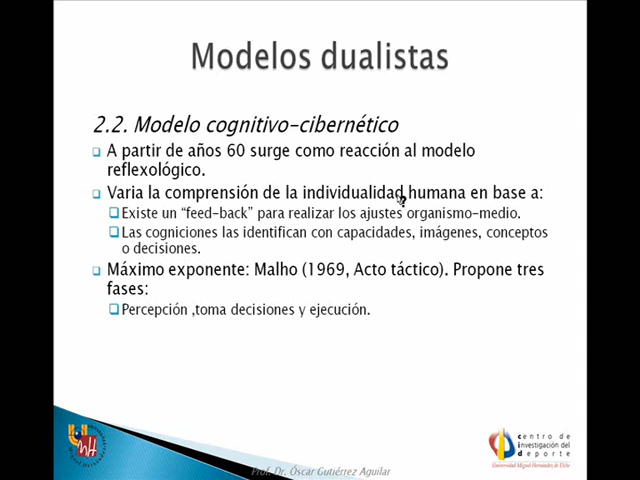 Modelos dualistas
2.2. Modelo cognitivo-cibernético
A partir de años 60 surge como reacción al modelo
reflexológico.
Varia la comprensión de la individualidad humana en base a:
Existe un "feed-back" para realizar los ajustes organismo-medio.
Las cogniciones las identifican con capacidades, imágenes, conceptos
o decisiones.
Máximo exponente: Malho (1969, Acto táctico). Propone tres
fases:
Percepción ,toma decisiones y ejecución.
centro de
investigación del
deporte
Universidad Miguel Hernández de Elche
Prof. Dr. Óscar Gutiérrez Aguilar